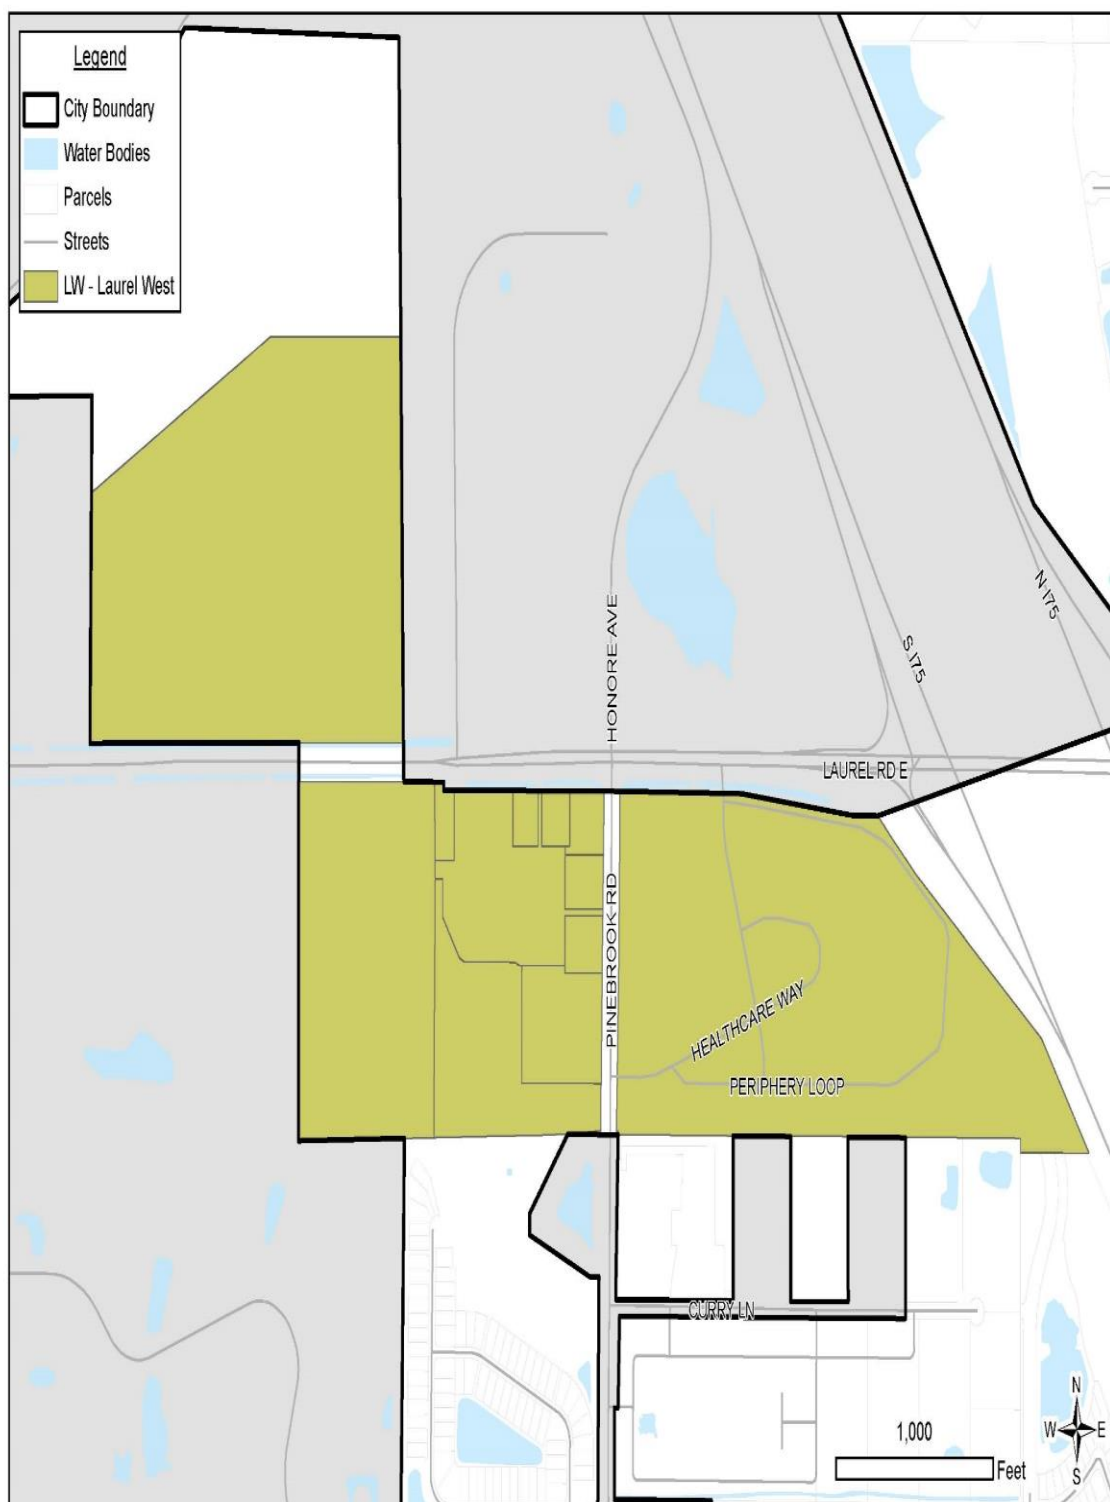 Legend
City Boundary
Water Bodies
Parcels
Streets
LW - Laurel West
N I75
S I75
HONORE AVE
LAUREL RD E
PINEBROOK RD
HEALTHCARE WAY
PERIPHERY LOOP
CURRY LN
N
W E
S
1,000
Feet